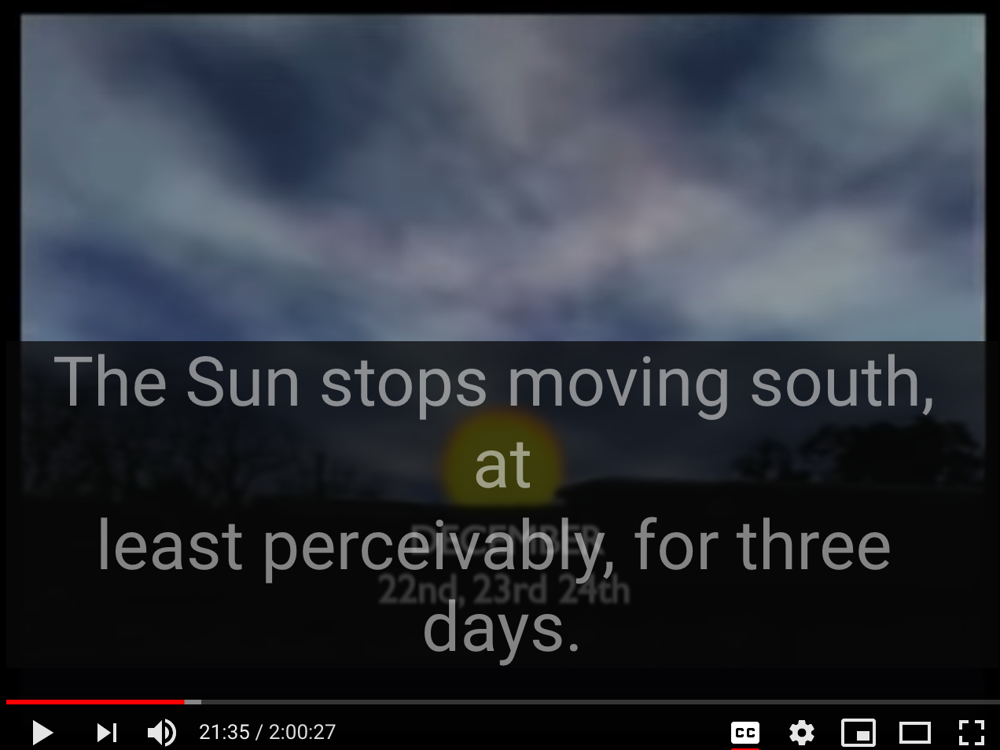 The Sun stops moving south,
at
least perceivably, for three
DECEMBER
22nd, 23rd 24th
days.
21:35 / 2:00:27
CC